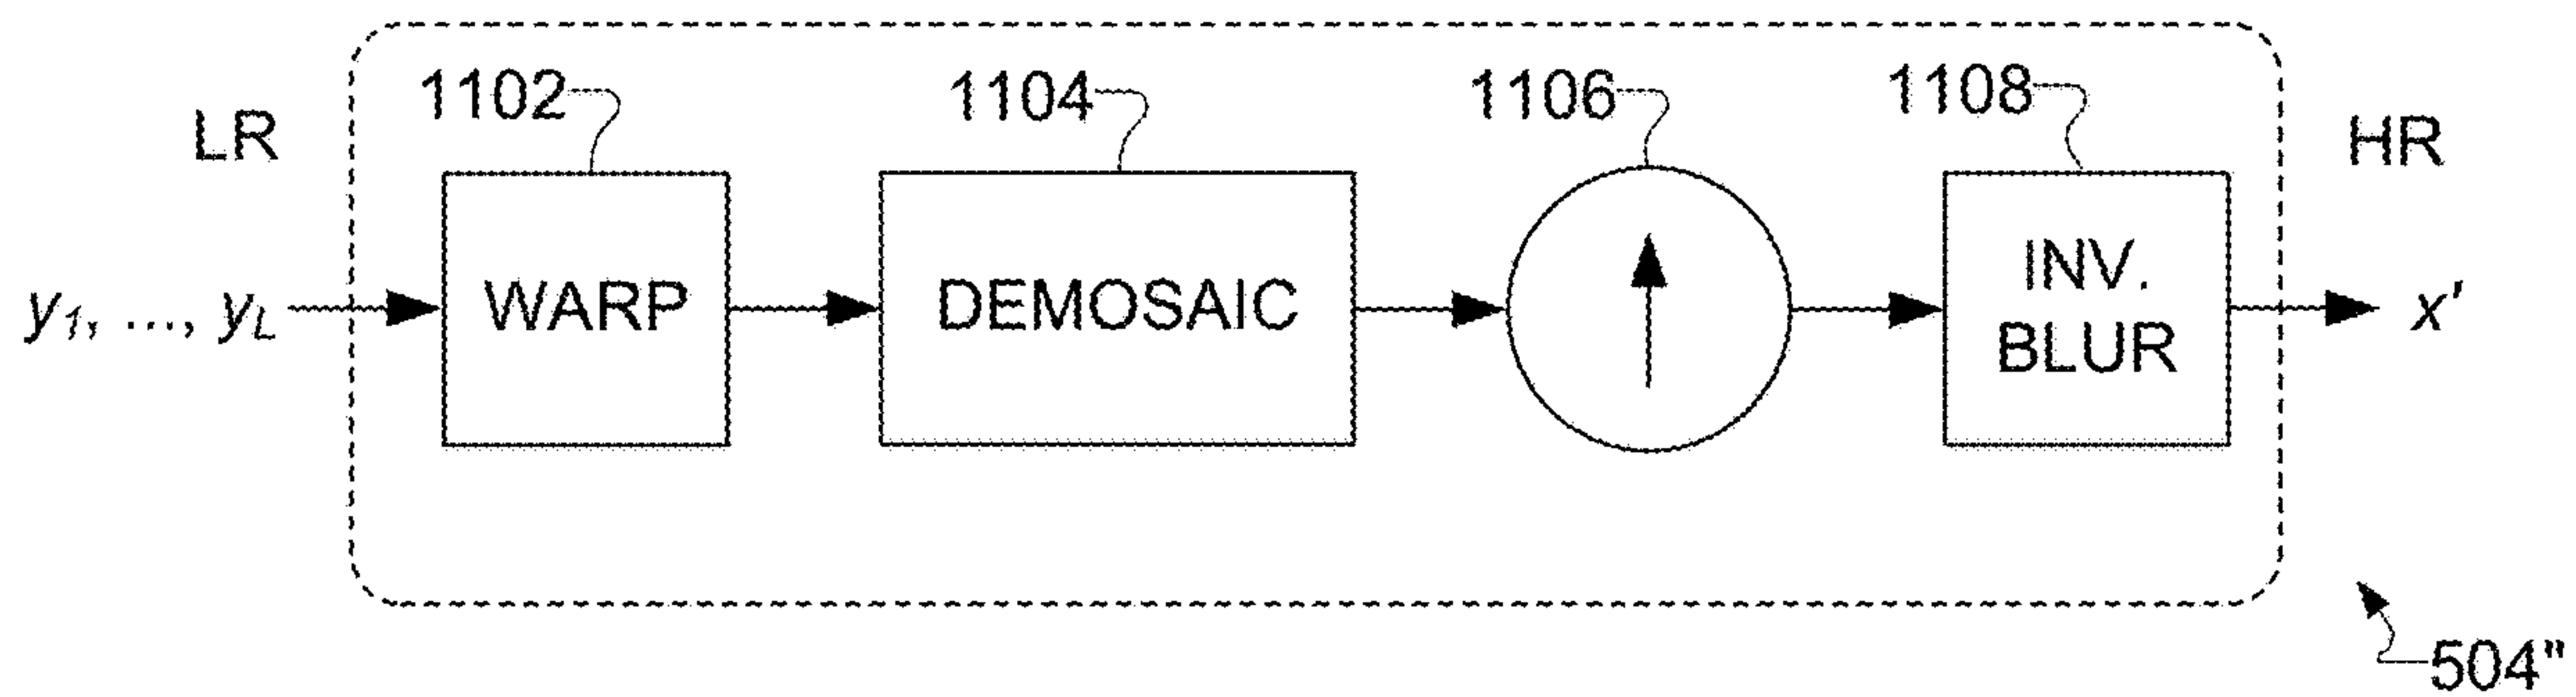 LR
1102
1104
1106
1108
HR
y1, ..., yL
WARP
DEMOSAIC
INV.
BLUR
x'
504"